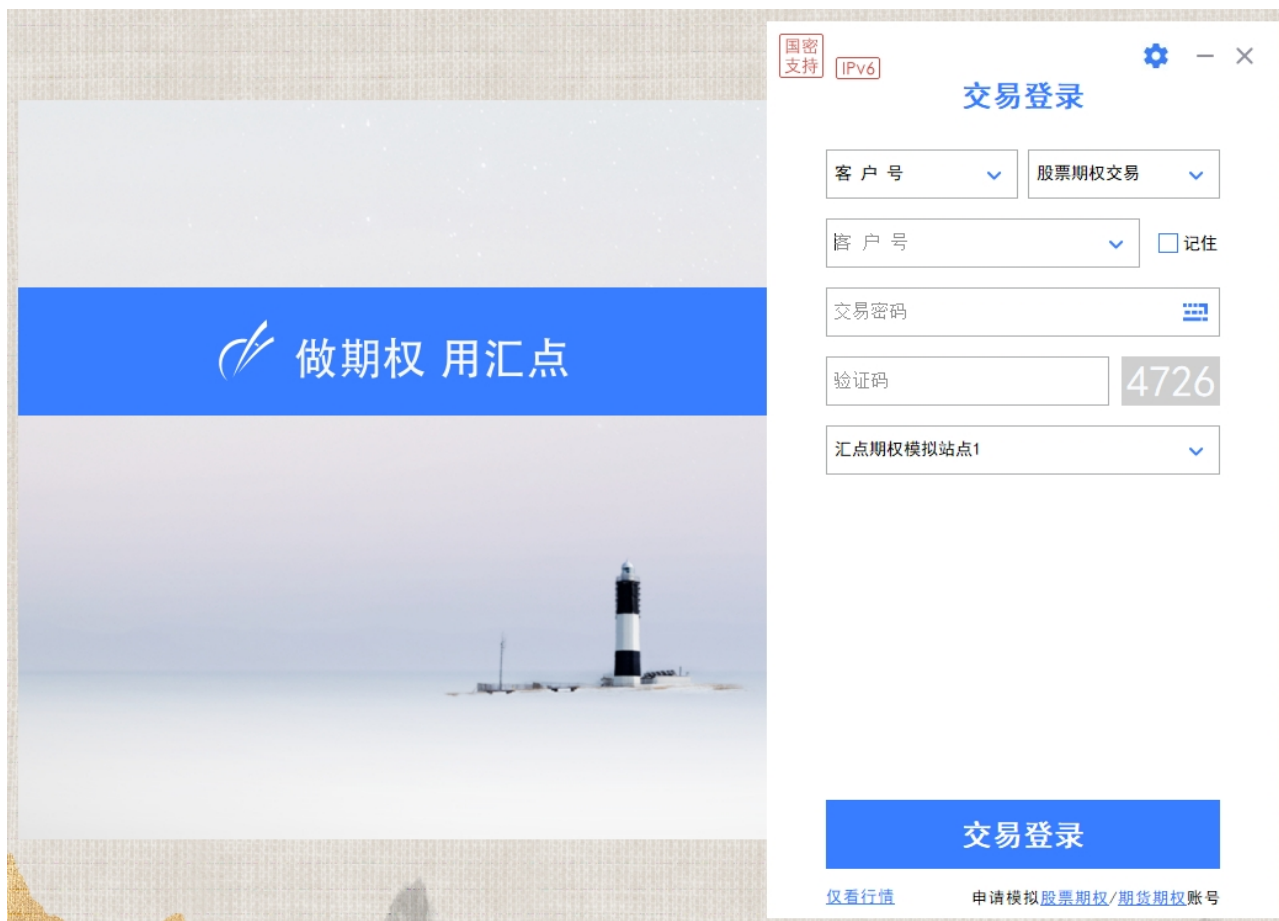 国密
支持
IPv6
交易登录
客 户 号
股票期权交易
客 户 号
记住
交易密码
验证码
4726
汇点期权模拟站点1
做期权 用汇点
交易登录
仅看行情
申请模拟股票期权/期货期权账号